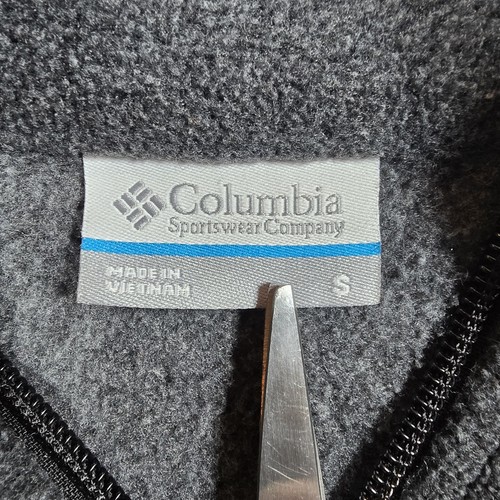 Columbia
Sportswear Company
MADE IN
VIETNAM
S